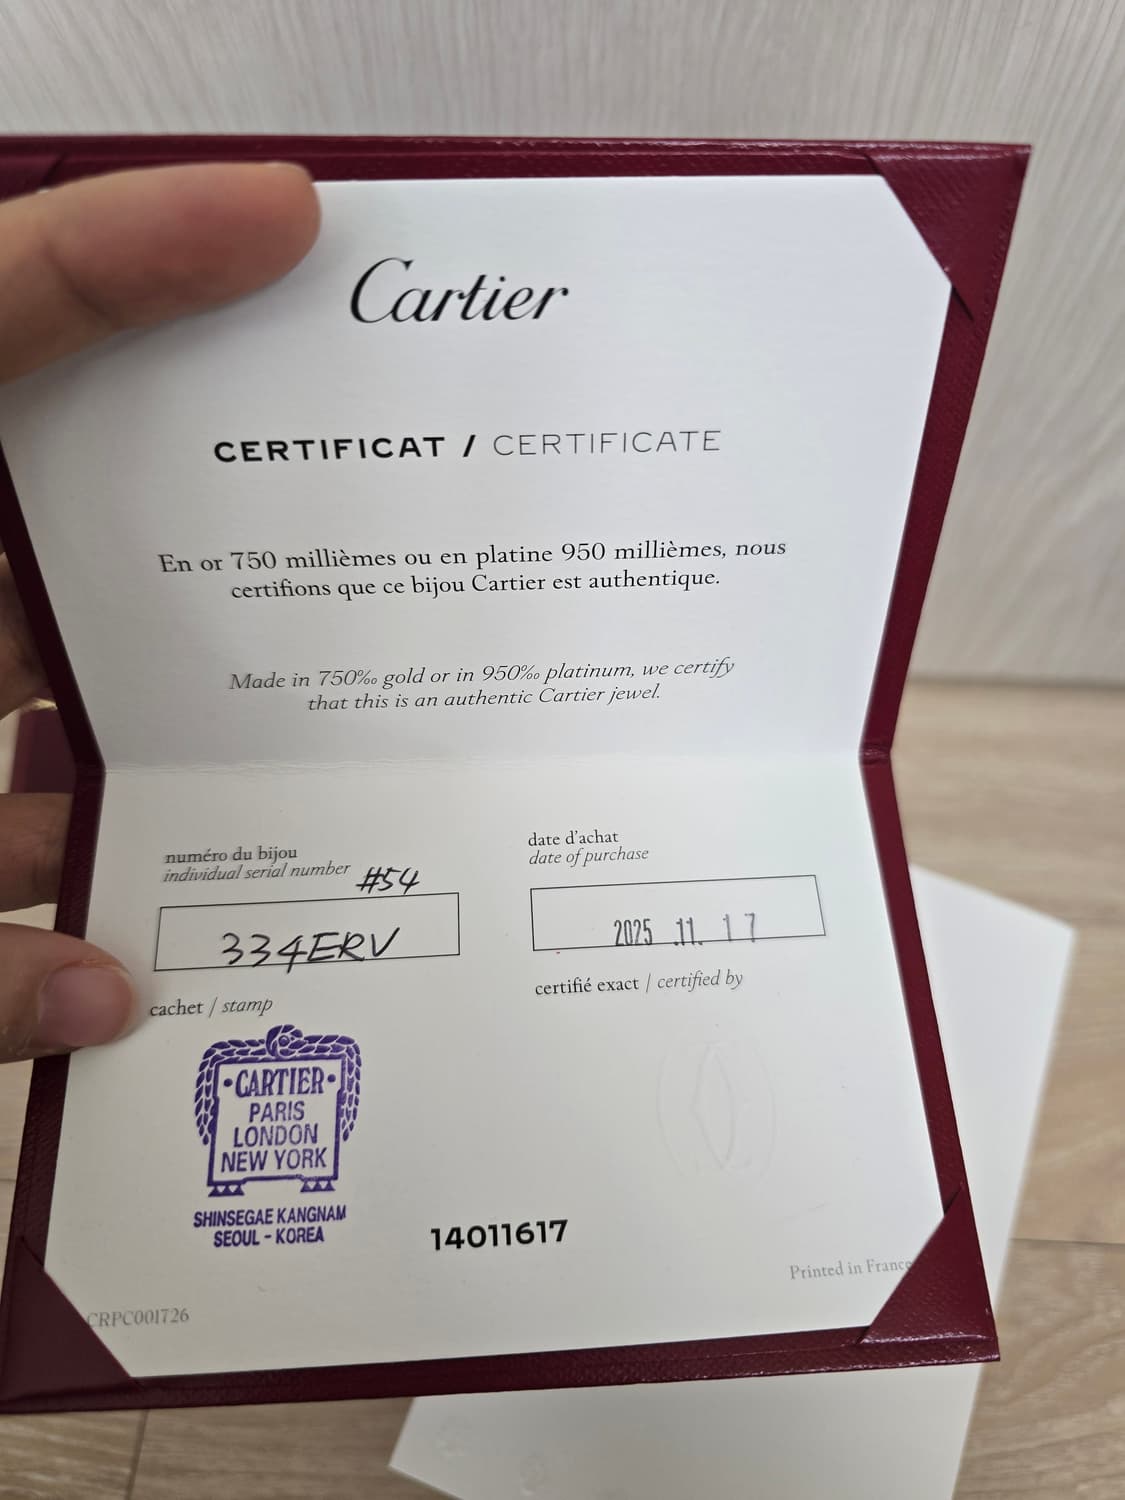 Cartier
CERTIFICAT / CERTIFICATE
En or 750 millièmes ou en platine 950 millièmes, nous
certifions que ce bijou Cartier est authentique.
Made in 750‰ gold or in 950‰ platinum, we certify
that this is an authentic Cartier jewel.
numéro du bijou
individual serial number #54
334ERV
date d'achat
date of purchase
2025 .11. 17
cachet / stamp
certifié exact / certified by
·CARTIER·
PARIS
LONDON
NEW YORK
SHINSEGAE KANGNAM
SEOUL - KOREA
14011617
Printed in France
CRPC001726